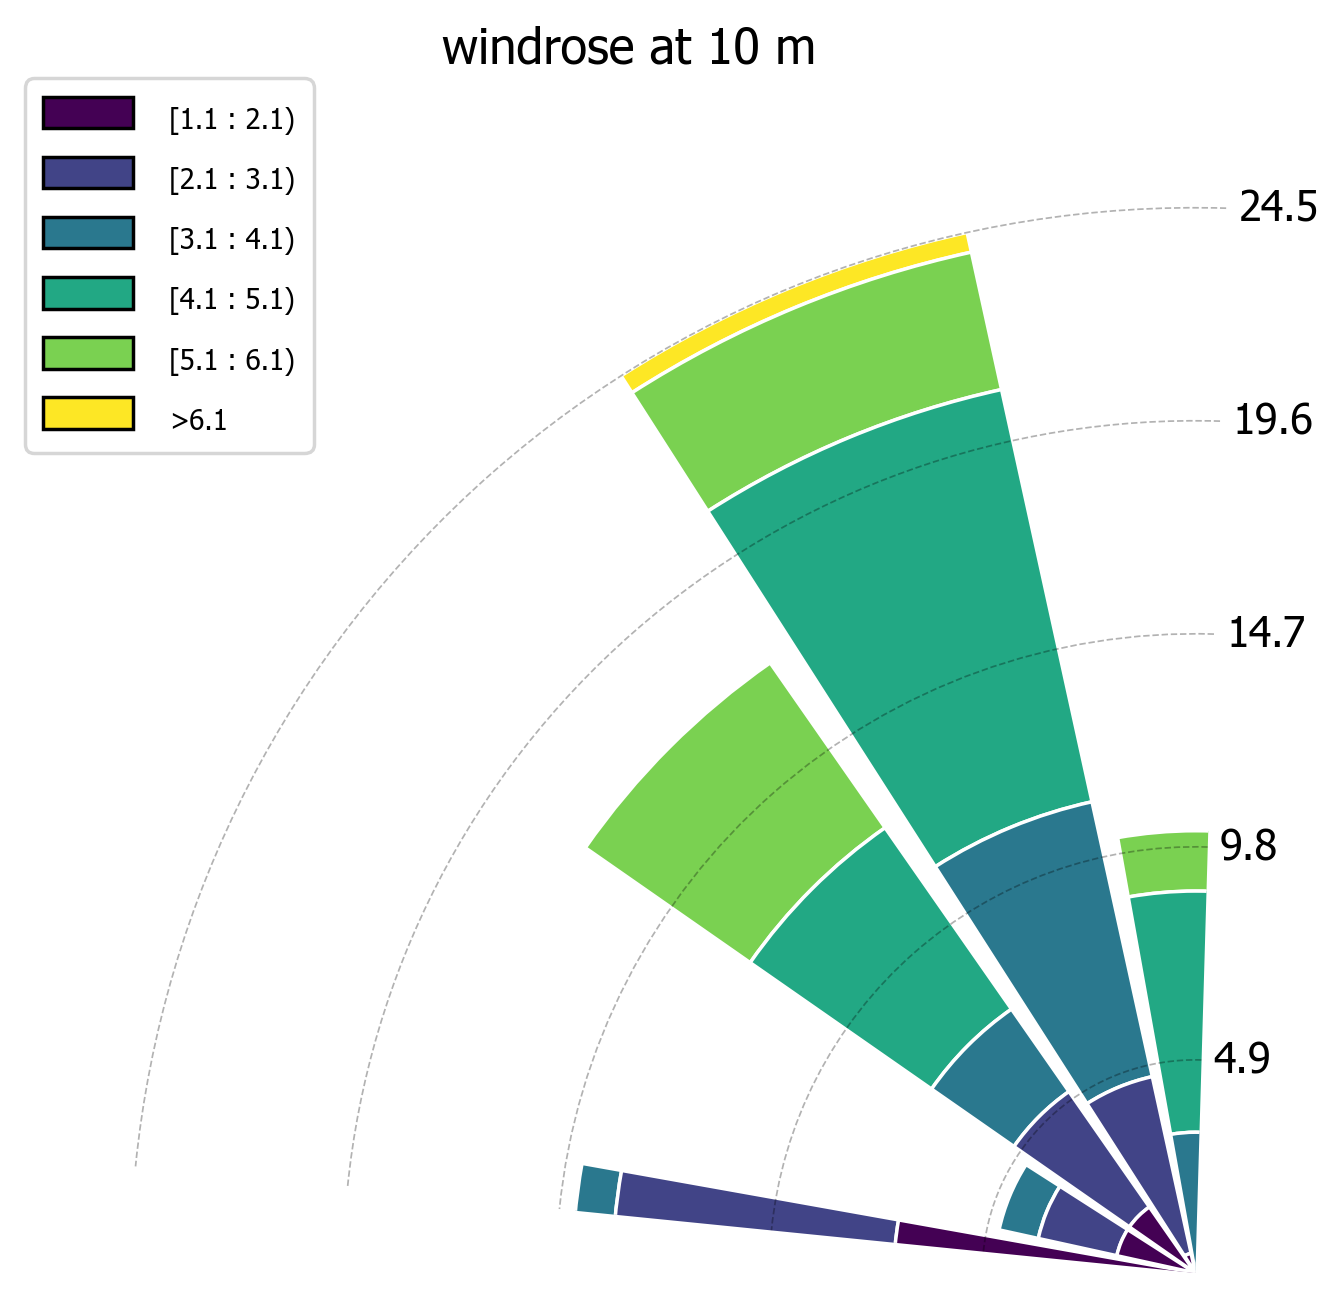 windrose at 10 m
[1.1 : 2.1)
[2.1 : 3.1)
[3.1 : 4.1)
[4.1 : 5.1)
[5.1 : 6.1)
>6.1
24.5
19.6
14.7
9.8
4.9